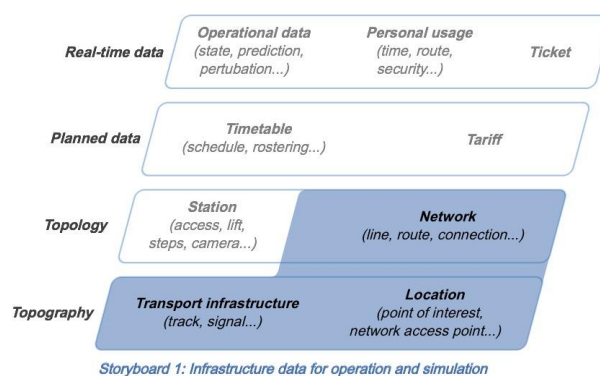 Real-time data
Operational data
(state, prediction,
pertubation...)
Personal usage
(time, route,
security...)
Ticket
Planned data
Timetable
(schedule, rostering...)
Tariff
Topology
Station
(access, lift,
steps, camera...)
Network
(line, route, connection...)
Topography
Transport infrastructure
(track, signal...)
Location
(point of interest,
network access point...)
Storyboard 1: Infrastructure data for operation and simulation